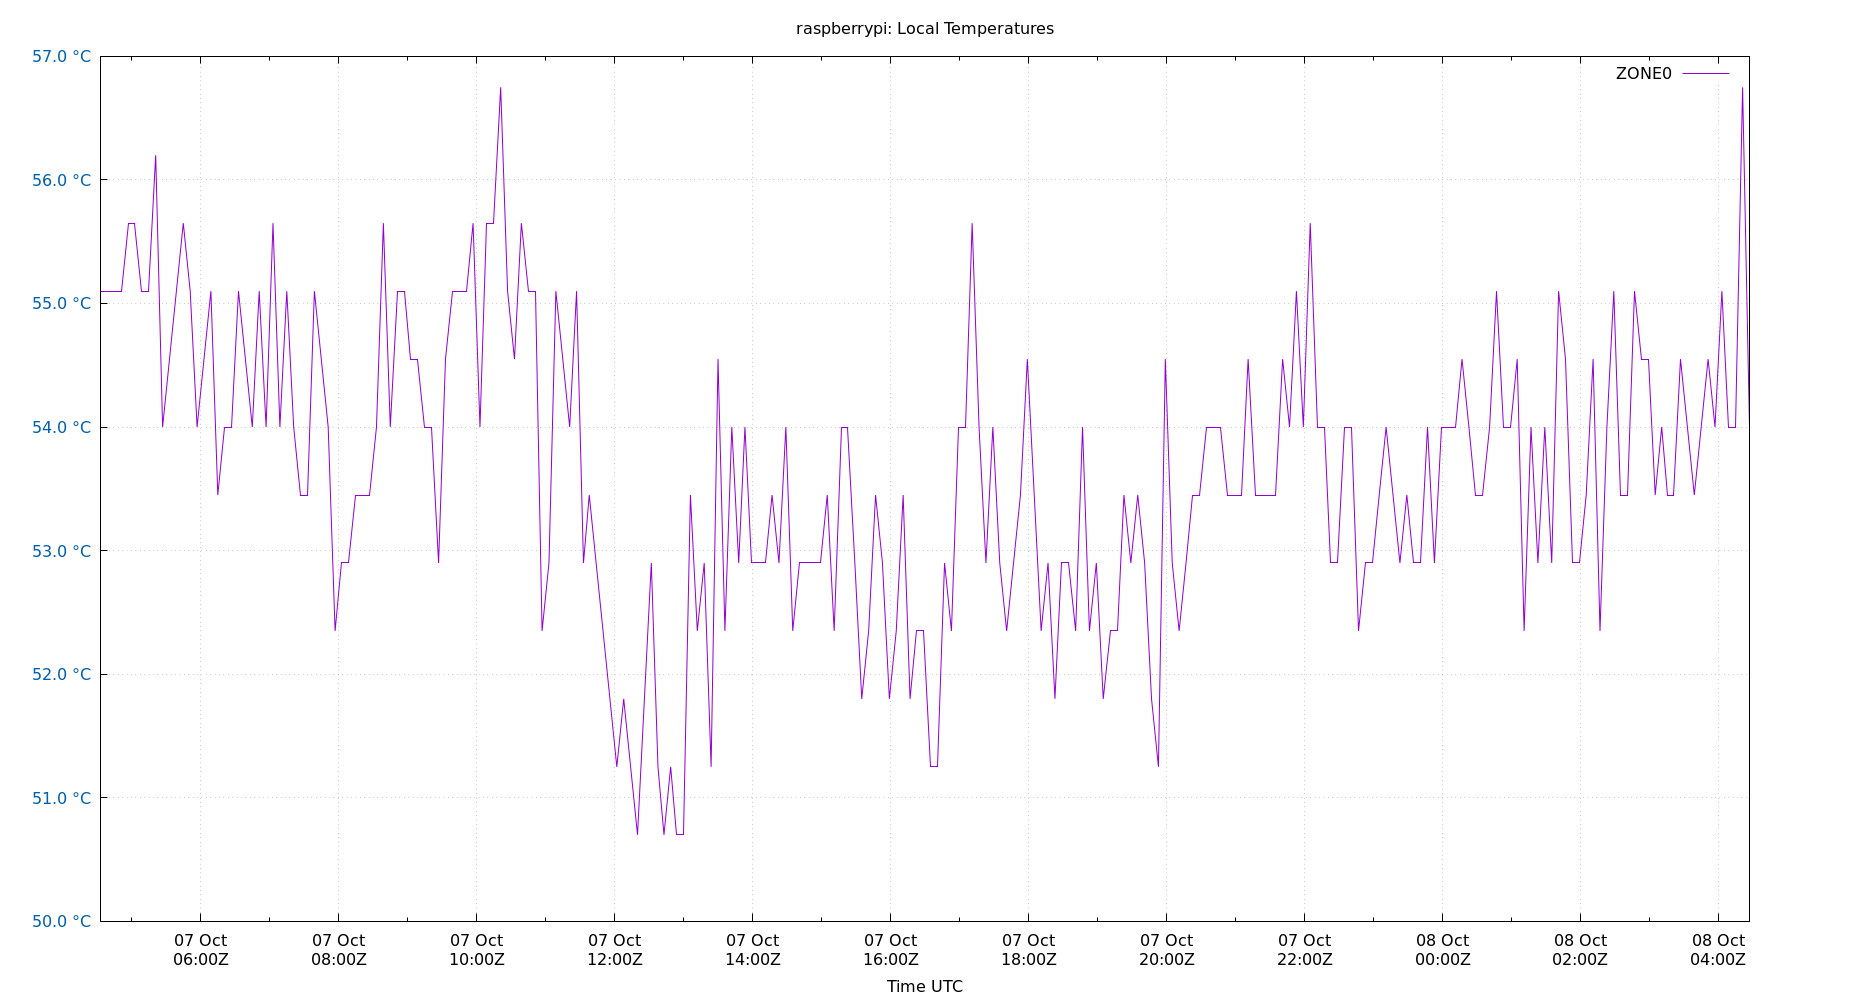 raspberrypi: Local Temperatures
57.0 °C
56.0 °C
55.0 °C
54.0 °C
53.0 °C
52.0 °C
51.0 °C
50.0 °C
ZONE0
07 Oct
06:00Z
07 Oct
08:00Z
07 Oct
10:00Z
07 Oct
12:00Z
07 Oct
14:00Z
07 Oct
16:00Z
07 Oct
18:00Z
07 Oct
20:00Z
07 Oct
22:00Z
08 Oct
00:00Z
08 Oct
02:00Z
08 Oct
04:00Z
Time UTC